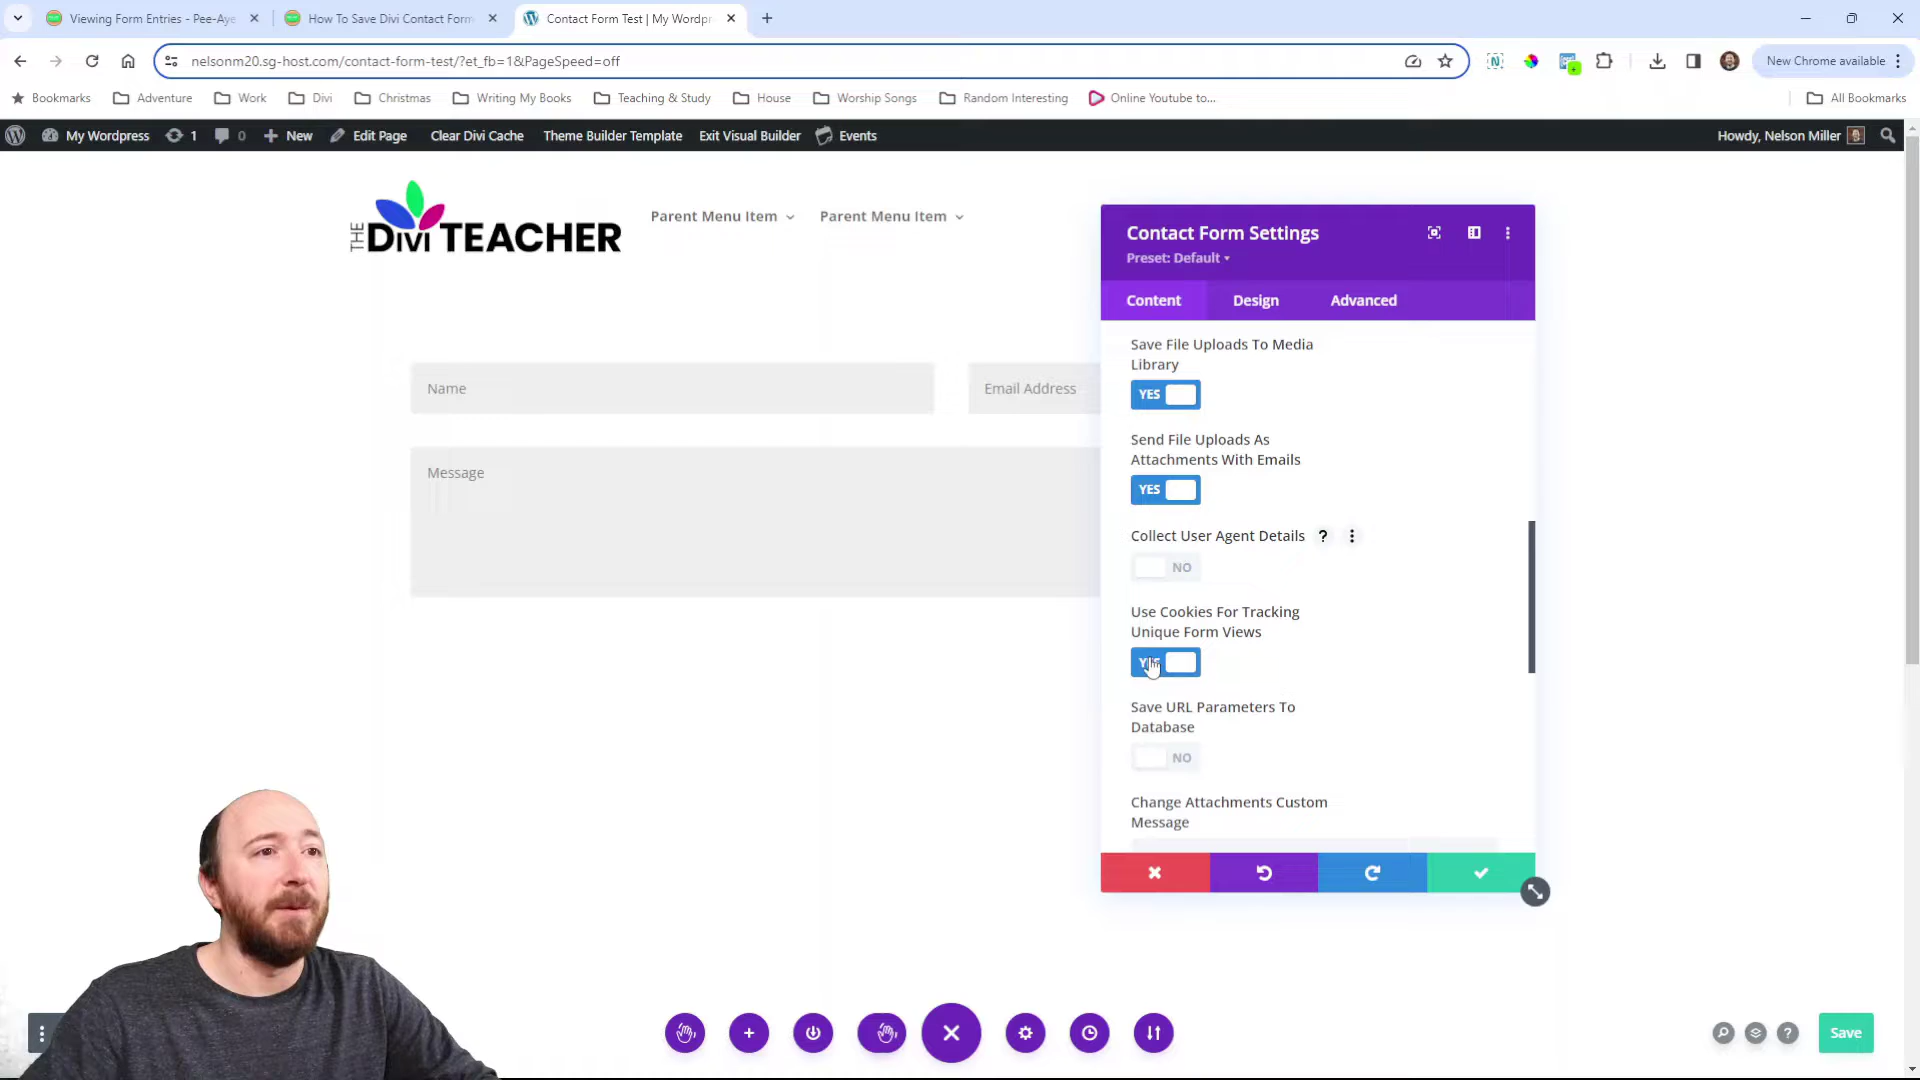 Viewing Form Entries - Pee-Aye
How To Save Divi Contact Form
Contact Form Test | My Wordpr
nelsonm20.sg-host.com/contact-form-test/?et_fb=1&PageSpeed=off
New Chrome available
Bookmarks
Adventure
Work
Divi
Christmas
Writing My Books
Teaching & Study
House
Worship Songs
Random Interesting
Online Youtube to...
All Bookmarks
My Wordpress
1
0
New
Edit Page
Clear Divi Cache
Theme Builder Template
Exit Visual Builder
Events
Howdy, Nelson Miller
THE DIVI TEACHER
Parent Menu Item
Parent Menu Item
Name
Email Address
Message
Contact Form Settings
Preset: Default
Content
Design
Advanced
Save File Uploads To Media
Library
YES
Send File Uploads As
Attachments With Emails
YES
Collect User Agent Details ?
NO
Use Cookies For Tracking
Unique Form Views
YES
Save URL Parameters To
Database
NO
Change Attachments Custom
Message
?
Save